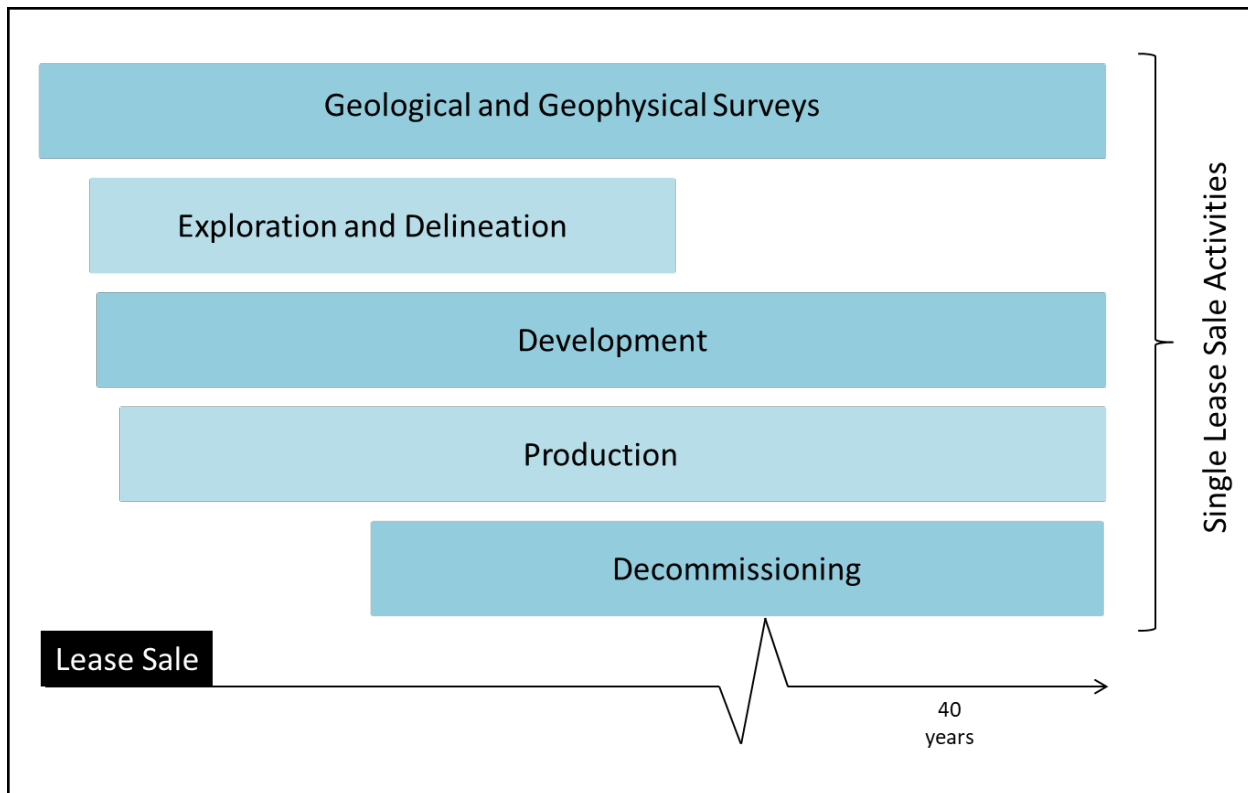 Geological and Geophysical Surveys
Exploration and Delineation
Development
Production
Decommissioning
Single Lease Sale Activities
Lease Sale
40
years